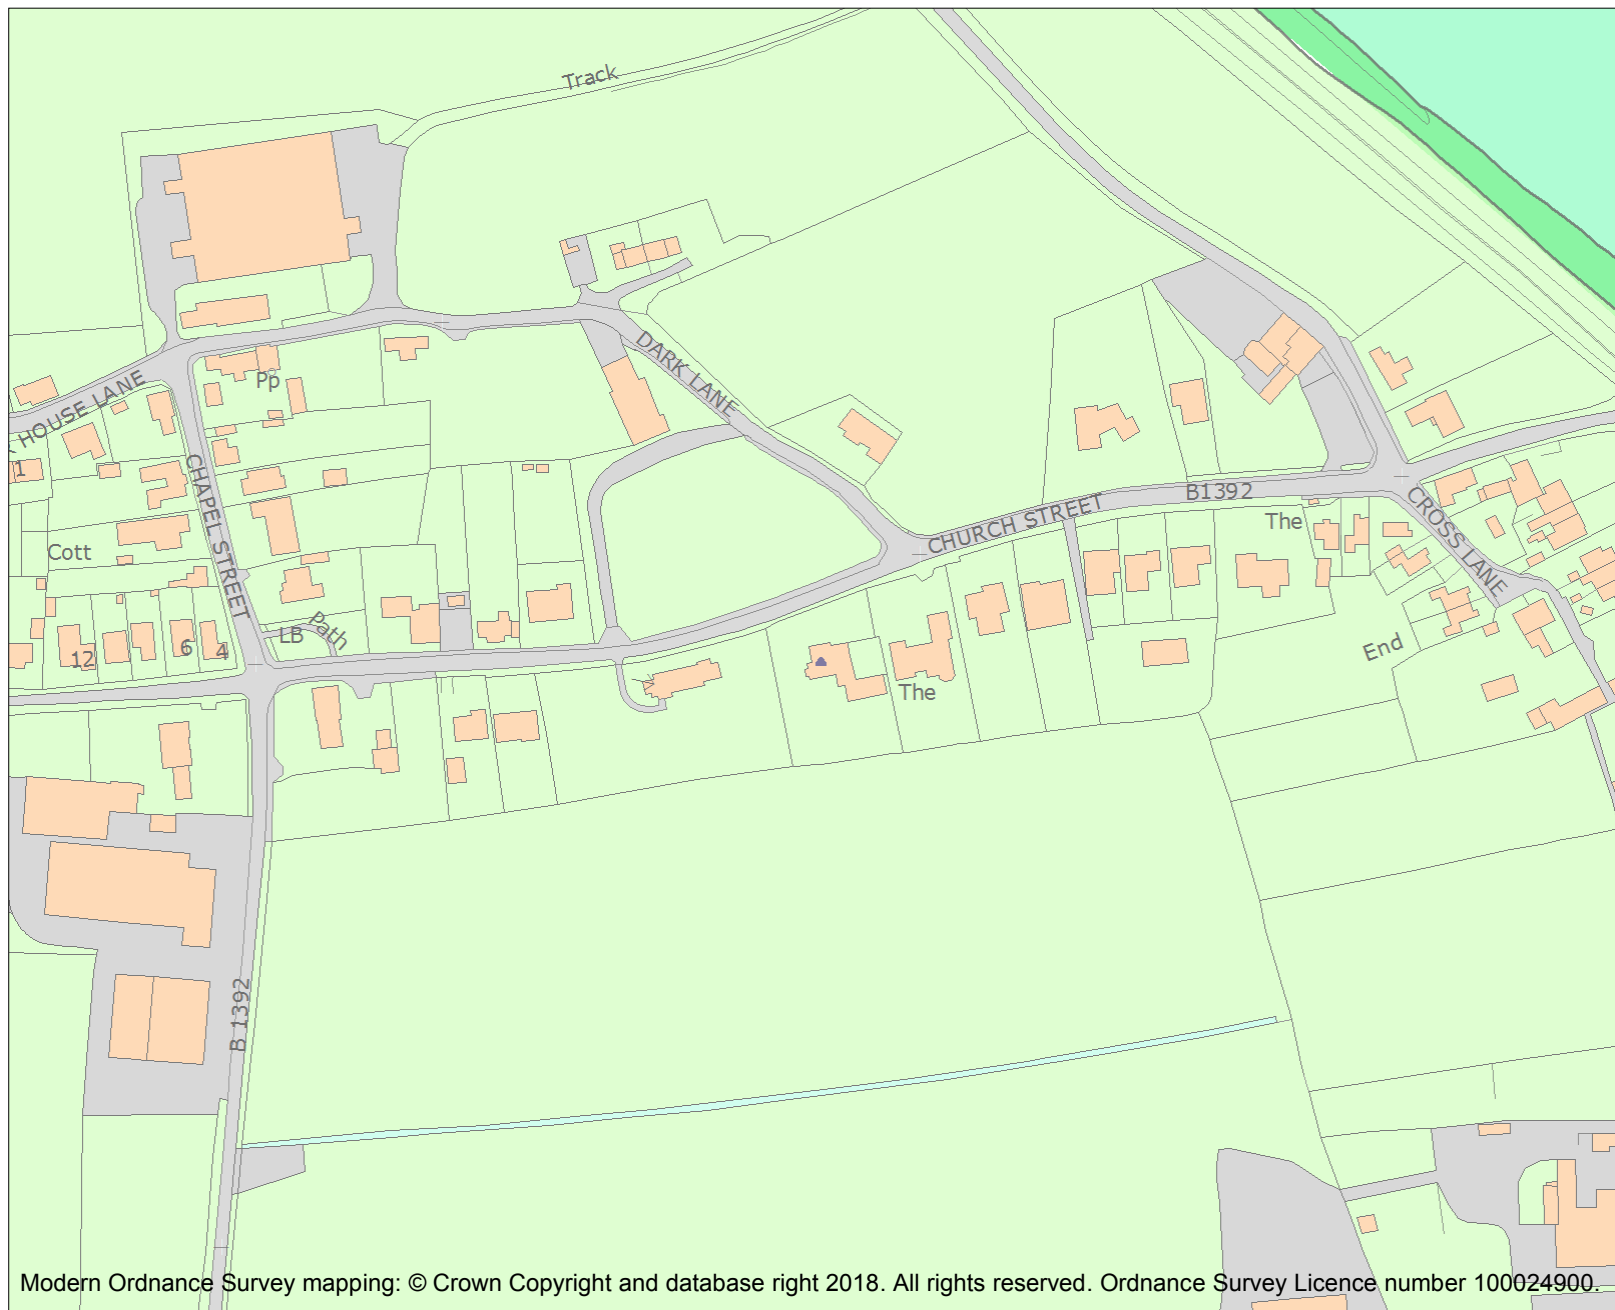 Track
DARK LANE
HOUSE LANE
Pp
1
CHAPEL STREET
B1392
CHURCH STREET
The
CROSS LANE
Cott
Path
LB
12
6
4
End
The
B 1392
Modern Ordnance Survey mapping: © Crown Copyright and database right 2018. All rights reserved. Ordnance Survey Licence number 100024900.